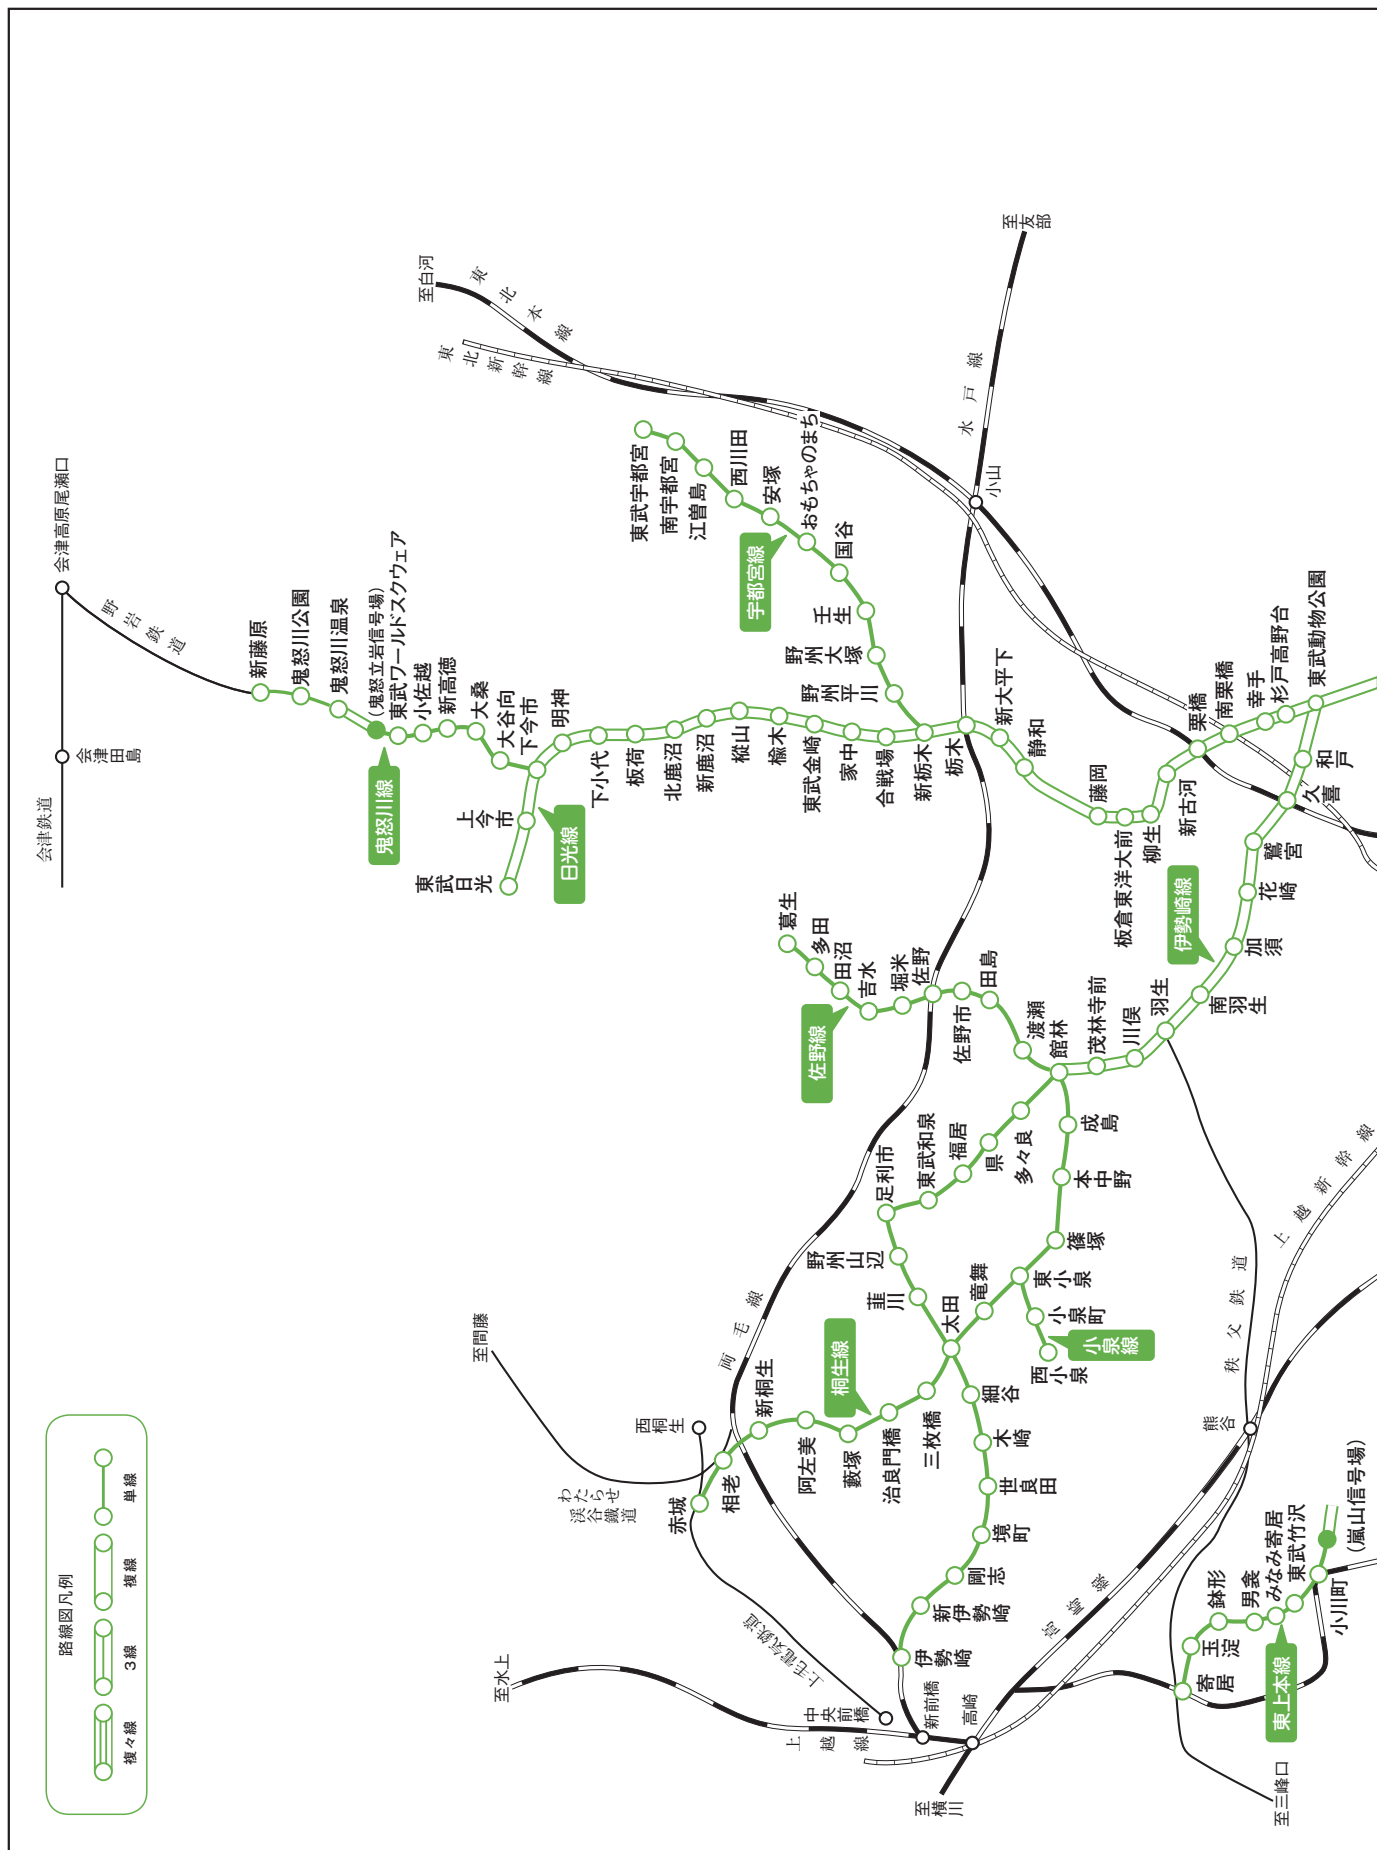 路線図凡例
複々線
3線
複線
単線
会津鉄道
会津田島
会津高原尾瀬口
野岩鉄道
新藤原
鬼怒川公園
鬼怒川温泉
(鬼怒立岩信号場)
東武ワールドスクウェア
小佐越
新高徳
大桑
大谷向
下今市
鬼怒川線
上今市
東武日光
日光線
明神
下小代
板荷
北鹿沼
新鹿沼
樅山
楡木
東武金崎
家中
合戦場
新栃木
栃木
新大平下
静和
藤岡
板倉東洋大前
柳生
新古河
栗橋
南栗橋
幸手
杉戸高野台
東武動物公園
東武宇都宮
南宇都宮
江曽島
西川田
安塚
おもちゃのまち
国谷
壬生
野州大塚
野州平川
宇都宮線
至白河
東北本線
東北新幹線
水戸線
至友部
小山
和戸
久喜
鷲宮
花崎
加須
南羽生
羽生
川俣
茂林寺前
館林
伊勢崎線
葛生
多田
田沼
吉水
堀米
佐野
佐野市
田島
渡瀬
佐野線
多々良
県
福居
東武和泉
足利市
野州山辺
韮川
太田
細谷
木崎
世良田
境町
剛志
新伊勢崎
伊勢崎
成島
本中野
篠塚
東小泉
小泉町
西小泉
小泉線
竜舞
三枚橋
治良門橋
藪塚
阿左美
新桐生
相老
赤城
桐生線
両毛線
至間藤
西桐生
わたらせ
渓谷鐵道
上毛電気鉄道
中央前橋
至水上
上越線
新前橋
高崎
至横川
高崎線
上越新幹線
秩父鉄道
熊谷
至三峰口
寄居
玉淀
鉢形
男衾
みなみ寄居
東武竹沢
小川町
(嵐山信号場)
東上本線